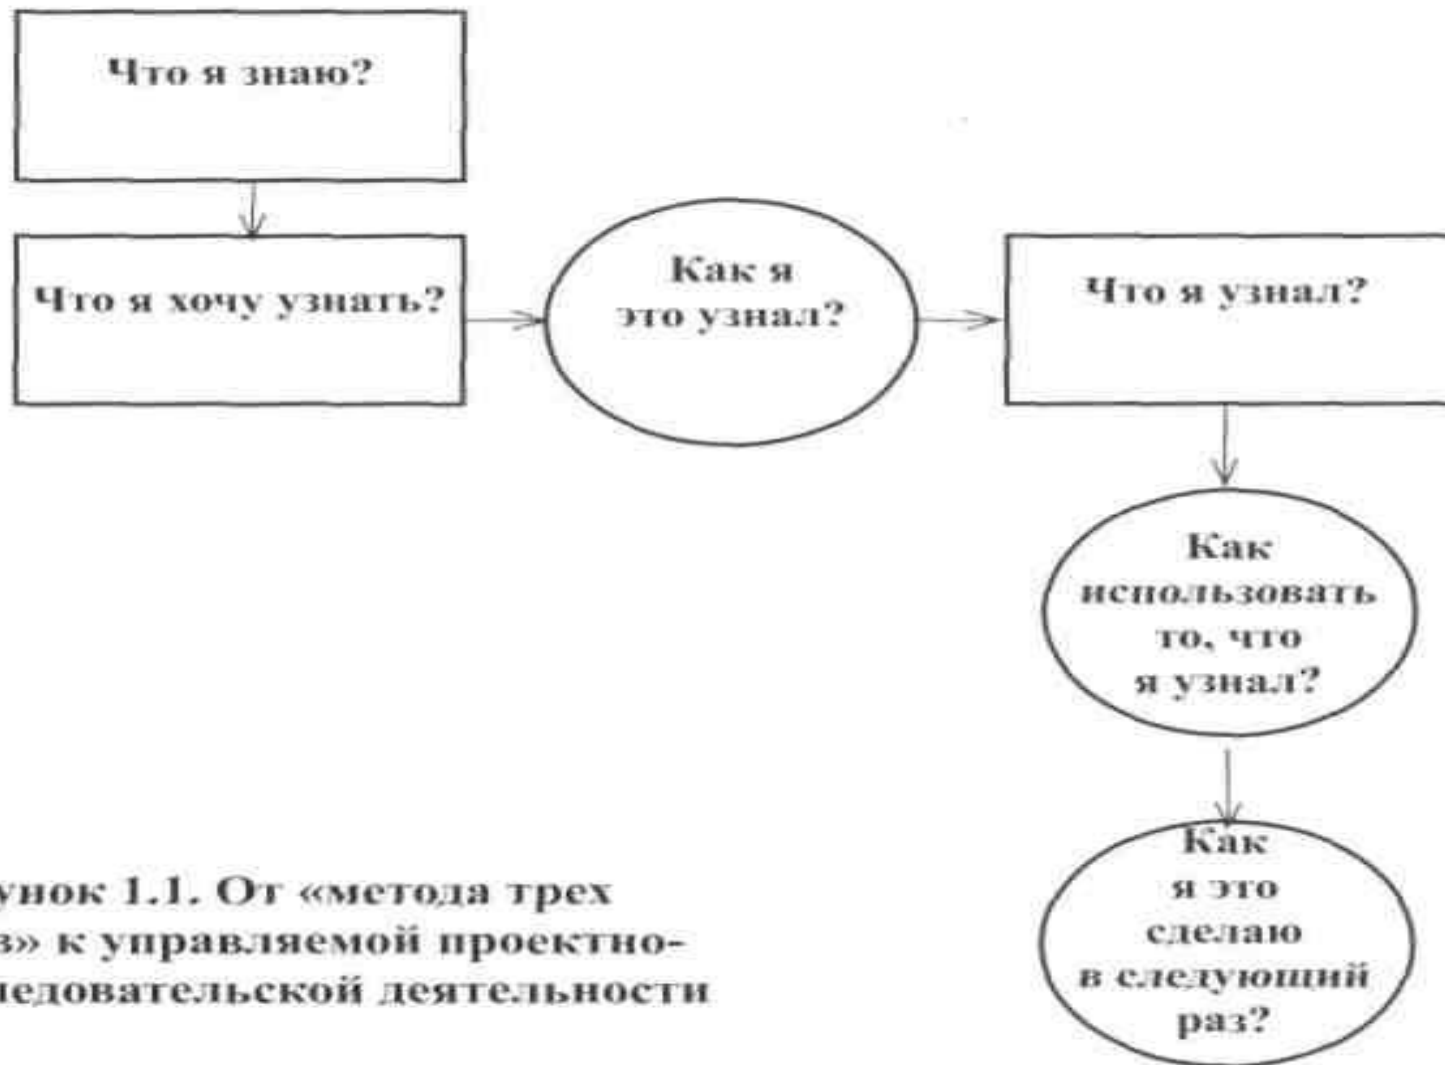 Что я знаю?
Что я хочу узнать?
Как я
это узнал?
Что я узнал?
Как
использовать
то, что
я узнал?
Как
я это
сделаю
в следующий
раз?
унок 1.1. От «метода трех
в» к управляемой проектно-
ледовательской деятельности